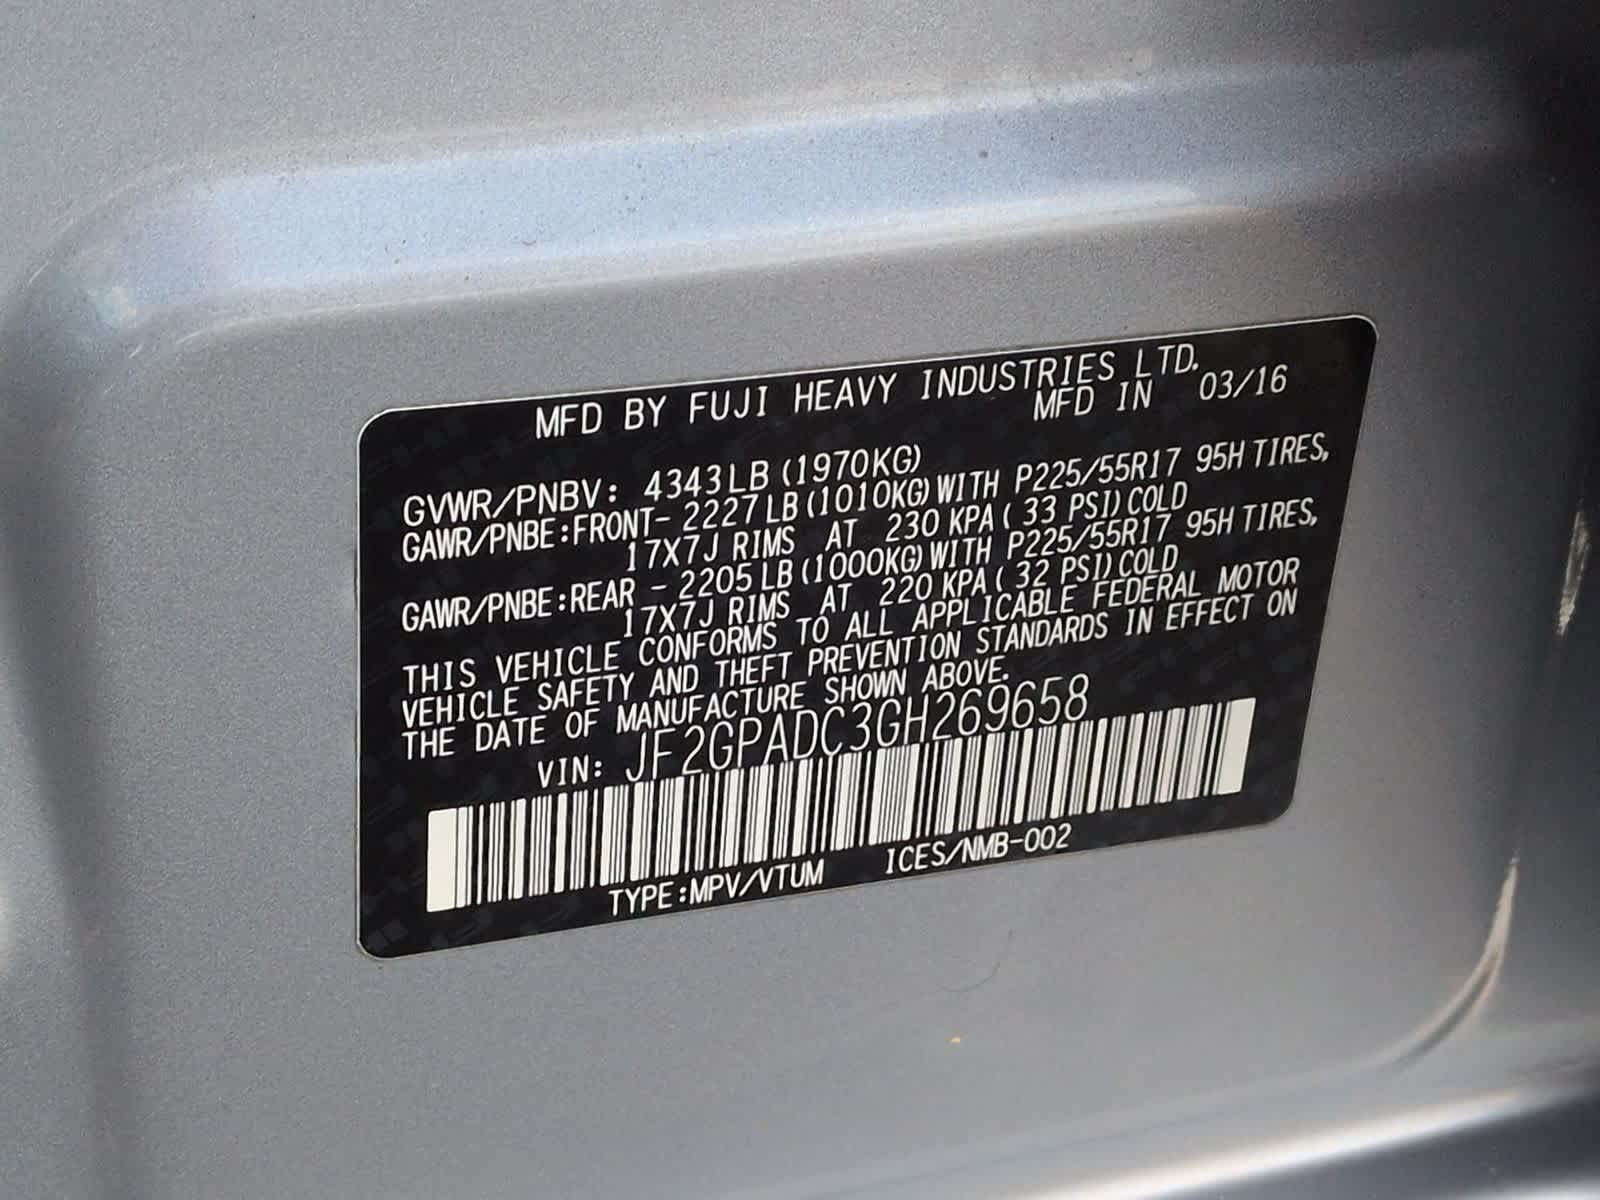 MFD BY FUJI HEAVY INDUSTRIES LTD.
MFD IN 03/16
GVWR/PNBV: 4343LB (1970KG)
GAWR/PNBE:FRONT- 2227LB(1010KG)WITH P225/55R17 95H TIRES,
17X7J RIMS AT 230 KPA( 33 PSI)COLD
GAWR/PNBE:REAR - 2205LB(1000KG)WITH P225/55R17 95H TIRES,
17X7J RIMS AT 220 KPA( 32 PSI)COLD
THIS VEHICLE CONFORMS TO ALL APPLICABLE FEDERAL MOTOR
VEHICLE SAFETY AND THEFT PREVENTION STANDARDS IN EFFECT ON
THE DATE OF MANUFACTURE SHOWN ABOVE.
VIN: JF2GPADC3GH269658
TYPE:MPV/VTUM ICES/NMB-002